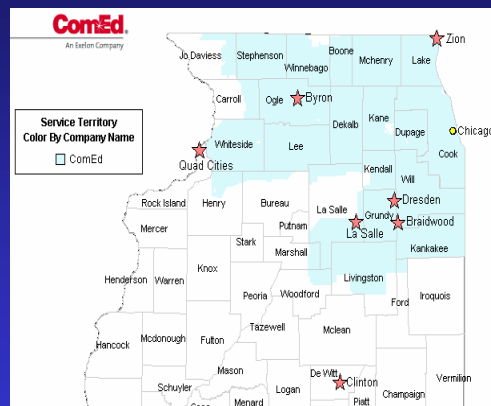 ComEd.
An Exelon Company
Service Territory
Color By Company Name
ComEd
Zion
Jo Daviess
Stephenson
Boone
Mchenry
Lake
Winnebago
Carroll
Ogle
Byron
Kane
Dekalb
Dupage
Chicago
Whiteside
Lee
Cook
Quad Cities
Kendall
Will
Dresden
Rock Island
Henry
Bureau
La Salle
Grundy
Braidwood
Mercer
Putnam
La Salle
Stark
Marshall
Kankakee
Knox
Livingston
Henderson
Warren
Peoria
Woodford
Ford
Iroquois
Tazewell
Mclean
Hancock
Mcdonough
Fulton
Mason
De Witt
Clinton
Vermilion
Schuyler
Logan
Champaign
Menard
Piatt